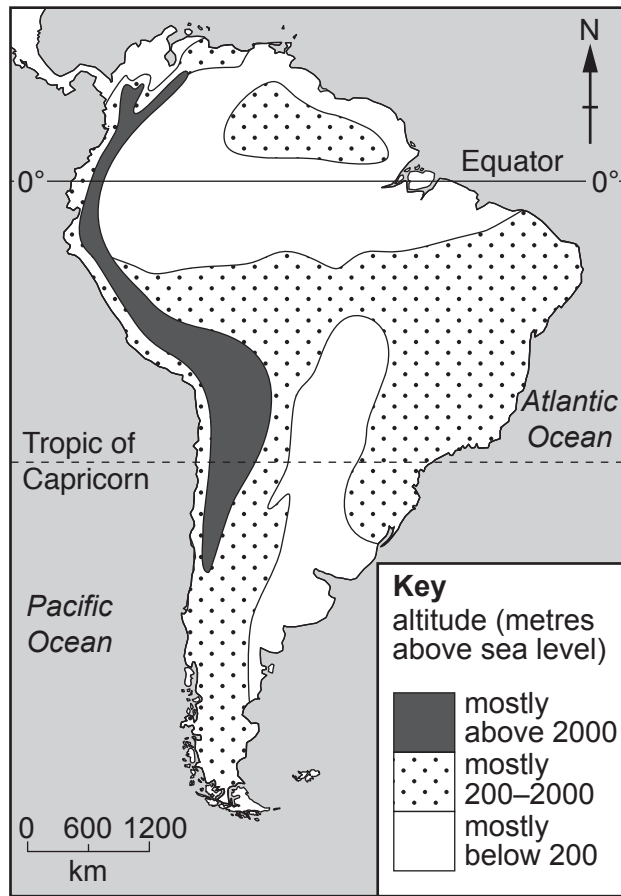 N
Equator
0°
0°
Atlantic
Ocean
Tropic of
Capricorn
Pacific
Ocean
Key
altitude (metres
above sea level)
mostly
above 2000
mostly
200–2000
mostly
below 200
0 600 1200
km